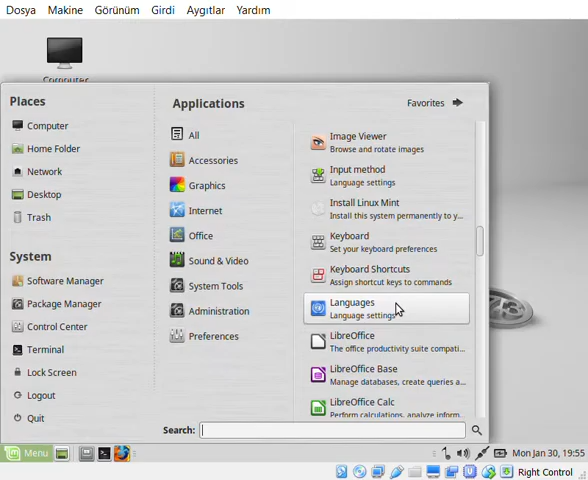 Dosya Makine Görünüm Girdi Aygıtlar Yardım
Computer
Places
Computer
Home Folder
Network
Desktop
Trash
System
Software Manager
Package Manager
Control Center
Terminal
Lock Screen
Logout
Quit
Applications
Favorites
All
Accessories
Graphics
Internet
Office
Sound & Video
System Tools
Administration
Preferences
Image Viewer
Browse and rotate images
Input method
Language settings
Install Linux Mint
Install this system permanently to y...
Keyboard
Set your keyboard preferences
Keyboard Shortcuts
Assign shortcut keys to commands
Languages
Language settings
LibreOffice
The office productivity suite compati...
LibreOffice Base
Manage databases, create queries a...
LibreOffice Calc
Perform calculations, analyze inform...
Search:
Menu
Mon Jan 30, 19:55
Right Control